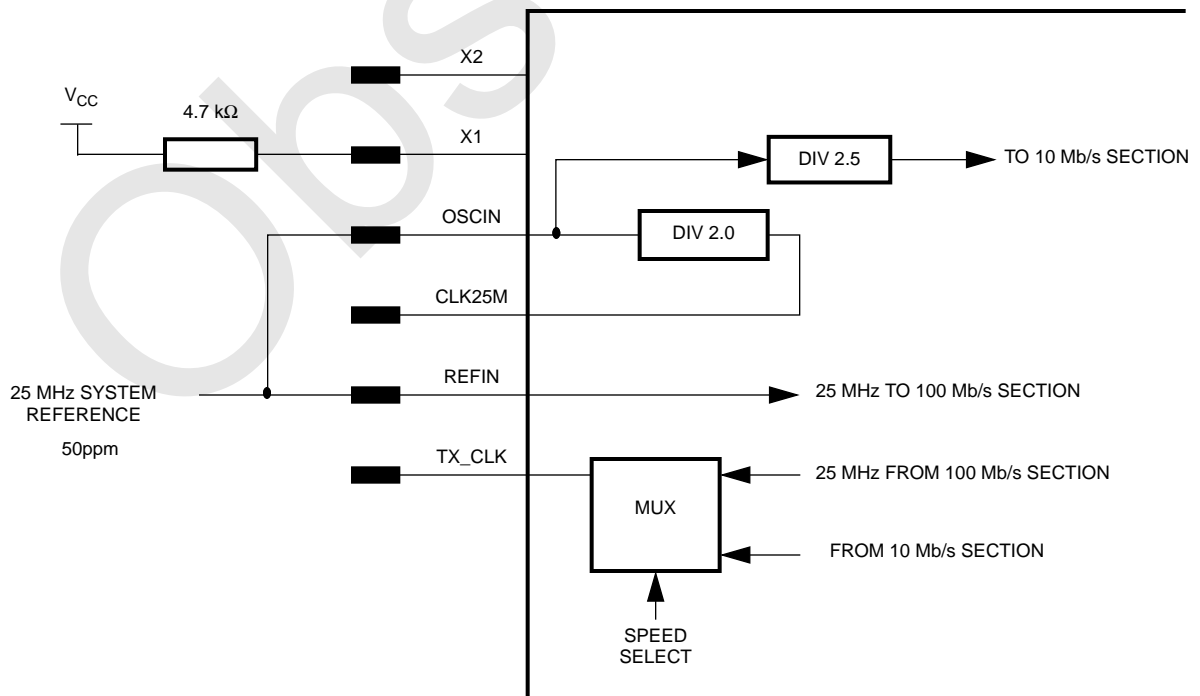 X2
VCC
4.7 kΩ
X1
DIV 2.5
TO 10 Mb/s SECTION
OSCIN
DIV 2.0
CLK25M
25 MHz SYSTEM
REFERENCE
50ppm
REFIN
25 MHz TO 100 Mb/s SECTION
TX_CLK
MUX
25 MHz FROM 100 Mb/s SECTION
FROM 10 Mb/s SECTION
SPEED
SELECT
Obs